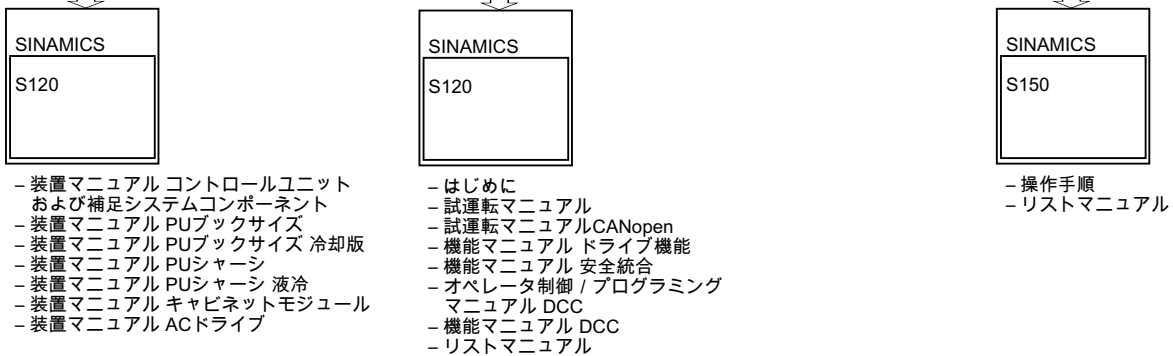 SINAMICS
S120
– 装置マニュアル コントロールユニット
および補足システムコンポーネント
– 装置マニュアル PUブックサイズ
– 装置マニュアル PUブックサイズ 冷却版
– 装置マニュアル PUシャーシ
– 装置マニュアル PUシャーシ 液冷
– 装置マニュアル キャビネットモジュール
– 装置マニュアル ACドライブ
SINAMICS
S120
– はじめに
– 試運転マニュアル
– 試運転マニュアルCANopen
– 機能マニュアル ドライブ機能
– 機能マニュアル 安全統合
– オペレータ制御 / プログラミング
マニュアル DCC
– 機能マニュアル DCC
– リストマニュアル
SINAMICS
S150
– 操作手順
– リストマニュアル